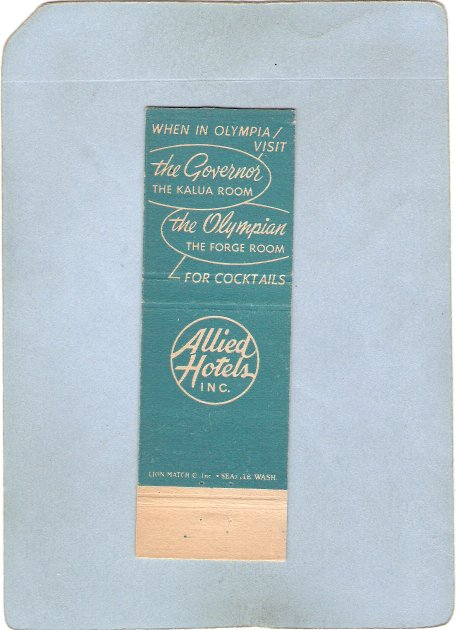 WHEN IN OLYMPIA/
VISIT
the Governor
THE KALUA ROOM
the Olympian
THE FORGE ROOM
FOR COCKTAILS
Allied
Hotels
INC.
LION MATCH C. Inc • SEA WASH.